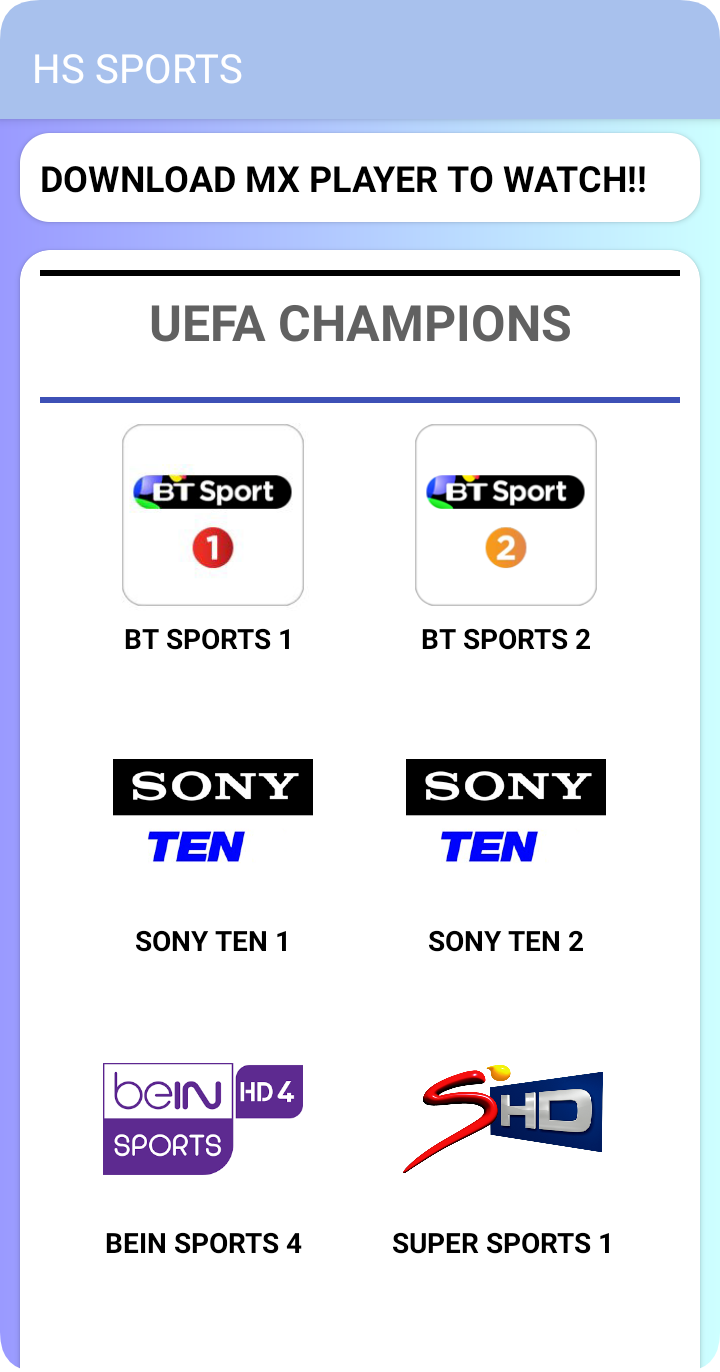 HS SPORTS
DOWNLOAD MX PLAYER TO WATCH!!
UEFA CHAMPIONS
BT Sport BT Sport
1 2
BT SPORTS 1 BT SPORTS 2
SONY SONY
TEN TEN
SONY TEN 1 SONY TEN 2
beIN HD 4 S HD
SPORTS
BEIN SPORTS 4 SUPER SPORTS 1